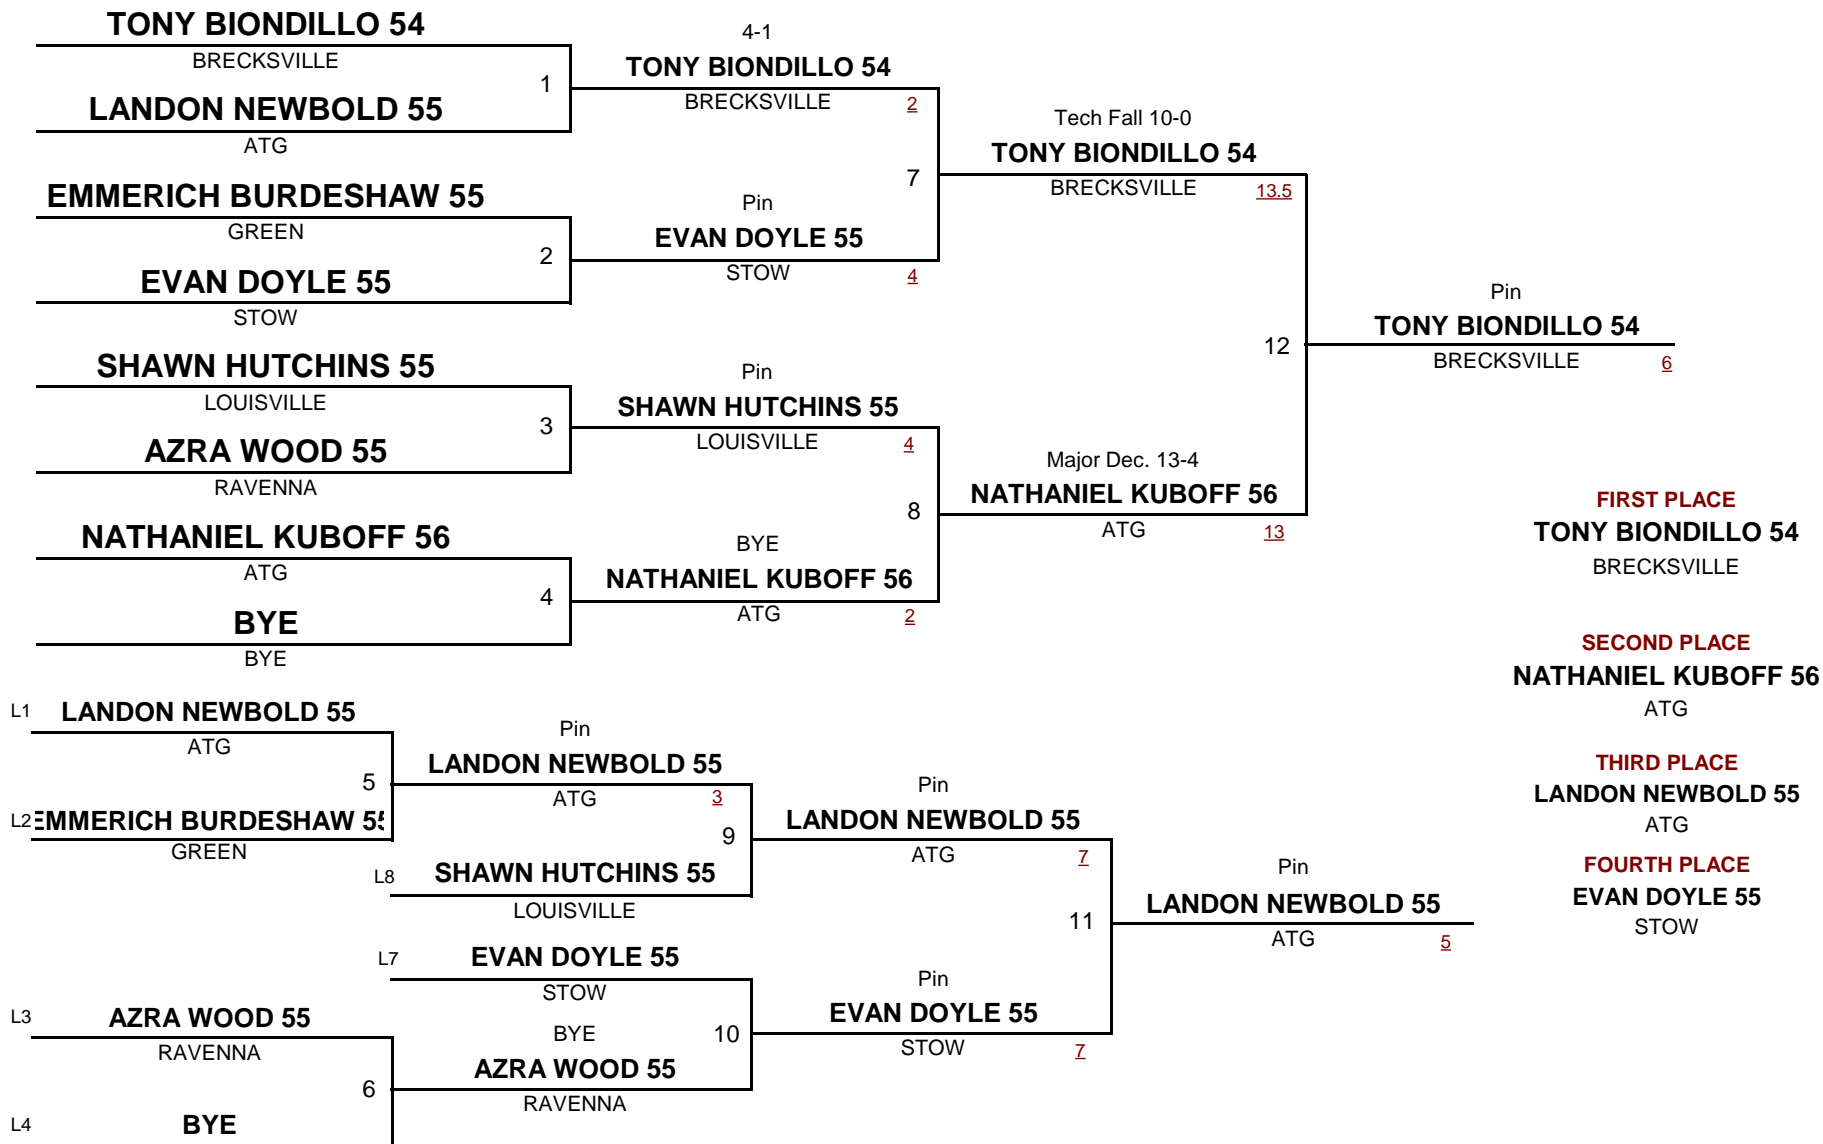 TONY BIONDILLO 54
BRECKSVILLE
1
LANDON NEWBOLD 55
ATG
EMMERICH BURDESHAW 55
GREEN
2
EVAN DOYLE 55
STOW
SHAWN HUTCHINS 55
LOUISVILLE
3
AZRA WOOD 55
RAVENNA
NATHANIEL KUBOFF 56
ATG
4
BYE
BYE
4-1
TONY BIONDILLO 54
BRECKSVILLE 2
7
Pin
EVAN DOYLE 55
STOW 4
Pin
SHAWN HUTCHINS 55
LOUISVILLE 4
8
BYE
NATHANIEL KUBOFF 56
ATG 2
Tech Fall 10-0
TONY BIONDILLO 54
BRECKSVILLE 13.5
12
Major Dec. 13-4
NATHANIEL KUBOFF 56
ATG 13
Pin
TONY BIONDILLO 54
BRECKSVILLE 6
FIRST PLACE
TONY BIONDILLO 54
BRECKSVILLE
SECOND PLACE
NATHANIEL KUBOFF 56
ATG
THIRD PLACE
LANDON NEWBOLD 55
ATG
FOURTH PLACE
EVAN DOYLE 55
STOW
L1 LANDON NEWBOLD 55
ATG
5
L2 EMMERICH BURDESHAW 55
GREEN
Pin
LANDON NEWBOLD 55
ATG 3
9
L8 SHAWN HUTCHINS 55
LOUISVILLE
L7 EVAN DOYLE 55
STOW
10
BYE
AZRA WOOD 55
RAVENNA
L3 AZRA WOOD 55
RAVENNA
6
L4 BYE
Pin
LANDON NEWBOLD 55
ATG 7
11
Pin
EVAN DOYLE 55
STOW 7
Pin
LANDON NEWBOLD 55
ATG 5